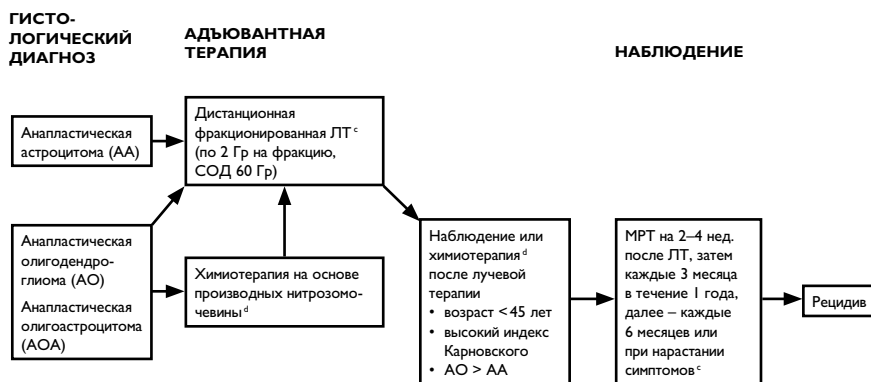 ГИСТО-
ЛОГИЧЕСКИЙ
ДИАГНОЗ
АДЪЮВАНТНАЯ
ТЕРАПИЯ
НАБЛЮДЕНИЕ
Анапластическая
астроцитома (АА)
Дистанционная
фракционированная ЛТ c
(по 2 Гр на фракцию,
СОД 60 Гр)
Анапластическая
олигодендро-
глиома (АО)
Анапластическая
олигоастроцитома
(АОА)
Химиотерапия на основе
производных нитрозомо-
чевины d
Наблюдение или
химиотерапия d
после лучевой
терапии
• возраст <45 лет
• высокий индекс
Карновского
• АО > АА
МРТ на 2–4 нед.
после ЛТ, затем
каждые 3 месяца
в течение 1 года,
далее – каждые
6 месяцев или
при нарастании
симптомов c
Рецидив